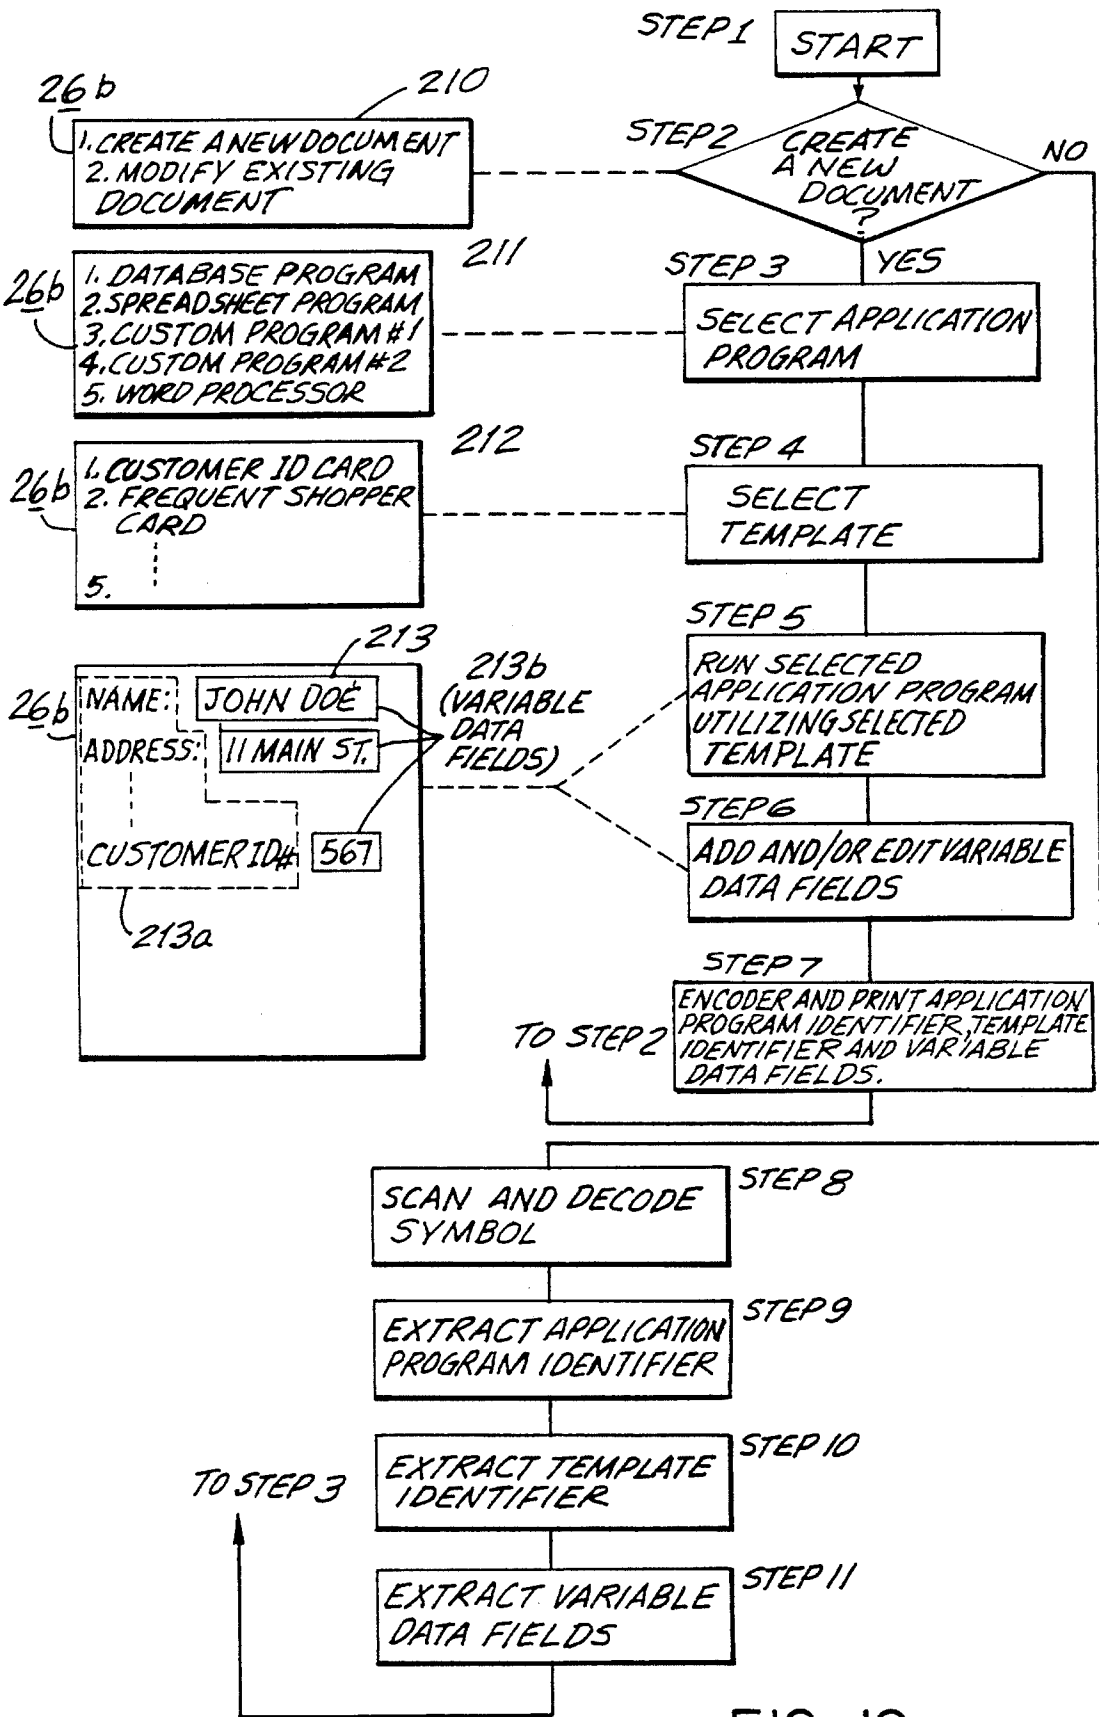 STEP 1
START
26b
210
1. CREATE A NEW DOCUMENT
2. MODIFY EXISTING
DOCUMENT
STEP 2
CREATE
A NEW
DOCUMENT
?
NO
YES
26b
211
1. DATABASE PROGRAM
2. SPREADSHEET PROGRAM
3. CUSTOM PROGRAM #1
4. CUSTOM PROGRAM #2
5. WORD PROCESSOR
STEP 3
SELECT APPLICATION
PROGRAM
26b
212
1. CUSTOMER ID CARD
2. FREQUENT SHOPPER
CARD
5.
STEP 4
SELECT
TEMPLATE
26b
213
NAME: JOHN DOE
ADDRESS: 11 MAIN ST.
CUSTOMER ID# 567
213a
213b
(VARIABLE
DATA
FIELDS)
STEP 5
RUN SELECTED
APPLICATION PROGRAM
UTILIZING SELECTED
TEMPLATE
STEP 6
ADD AND/OR EDIT VARIABLE
DATA FIELDS
STEP 7
ENCODER AND PRINT APPLICATION
PROGRAM IDENTIFIER, TEMPLATE
IDENTIFIER AND VARIABLE
DATA FIELDS.
TO STEP 2
STEP 8
SCAN AND DECODE
SYMBOL
STEP 9
EXTRACT APPLICATION
PROGRAM IDENTIFIER
STEP 10
EXTRACT TEMPLATE
IDENTIFIER
TO STEP 3
STEP 11
EXTRACT VARIABLE
DATA FIELDS